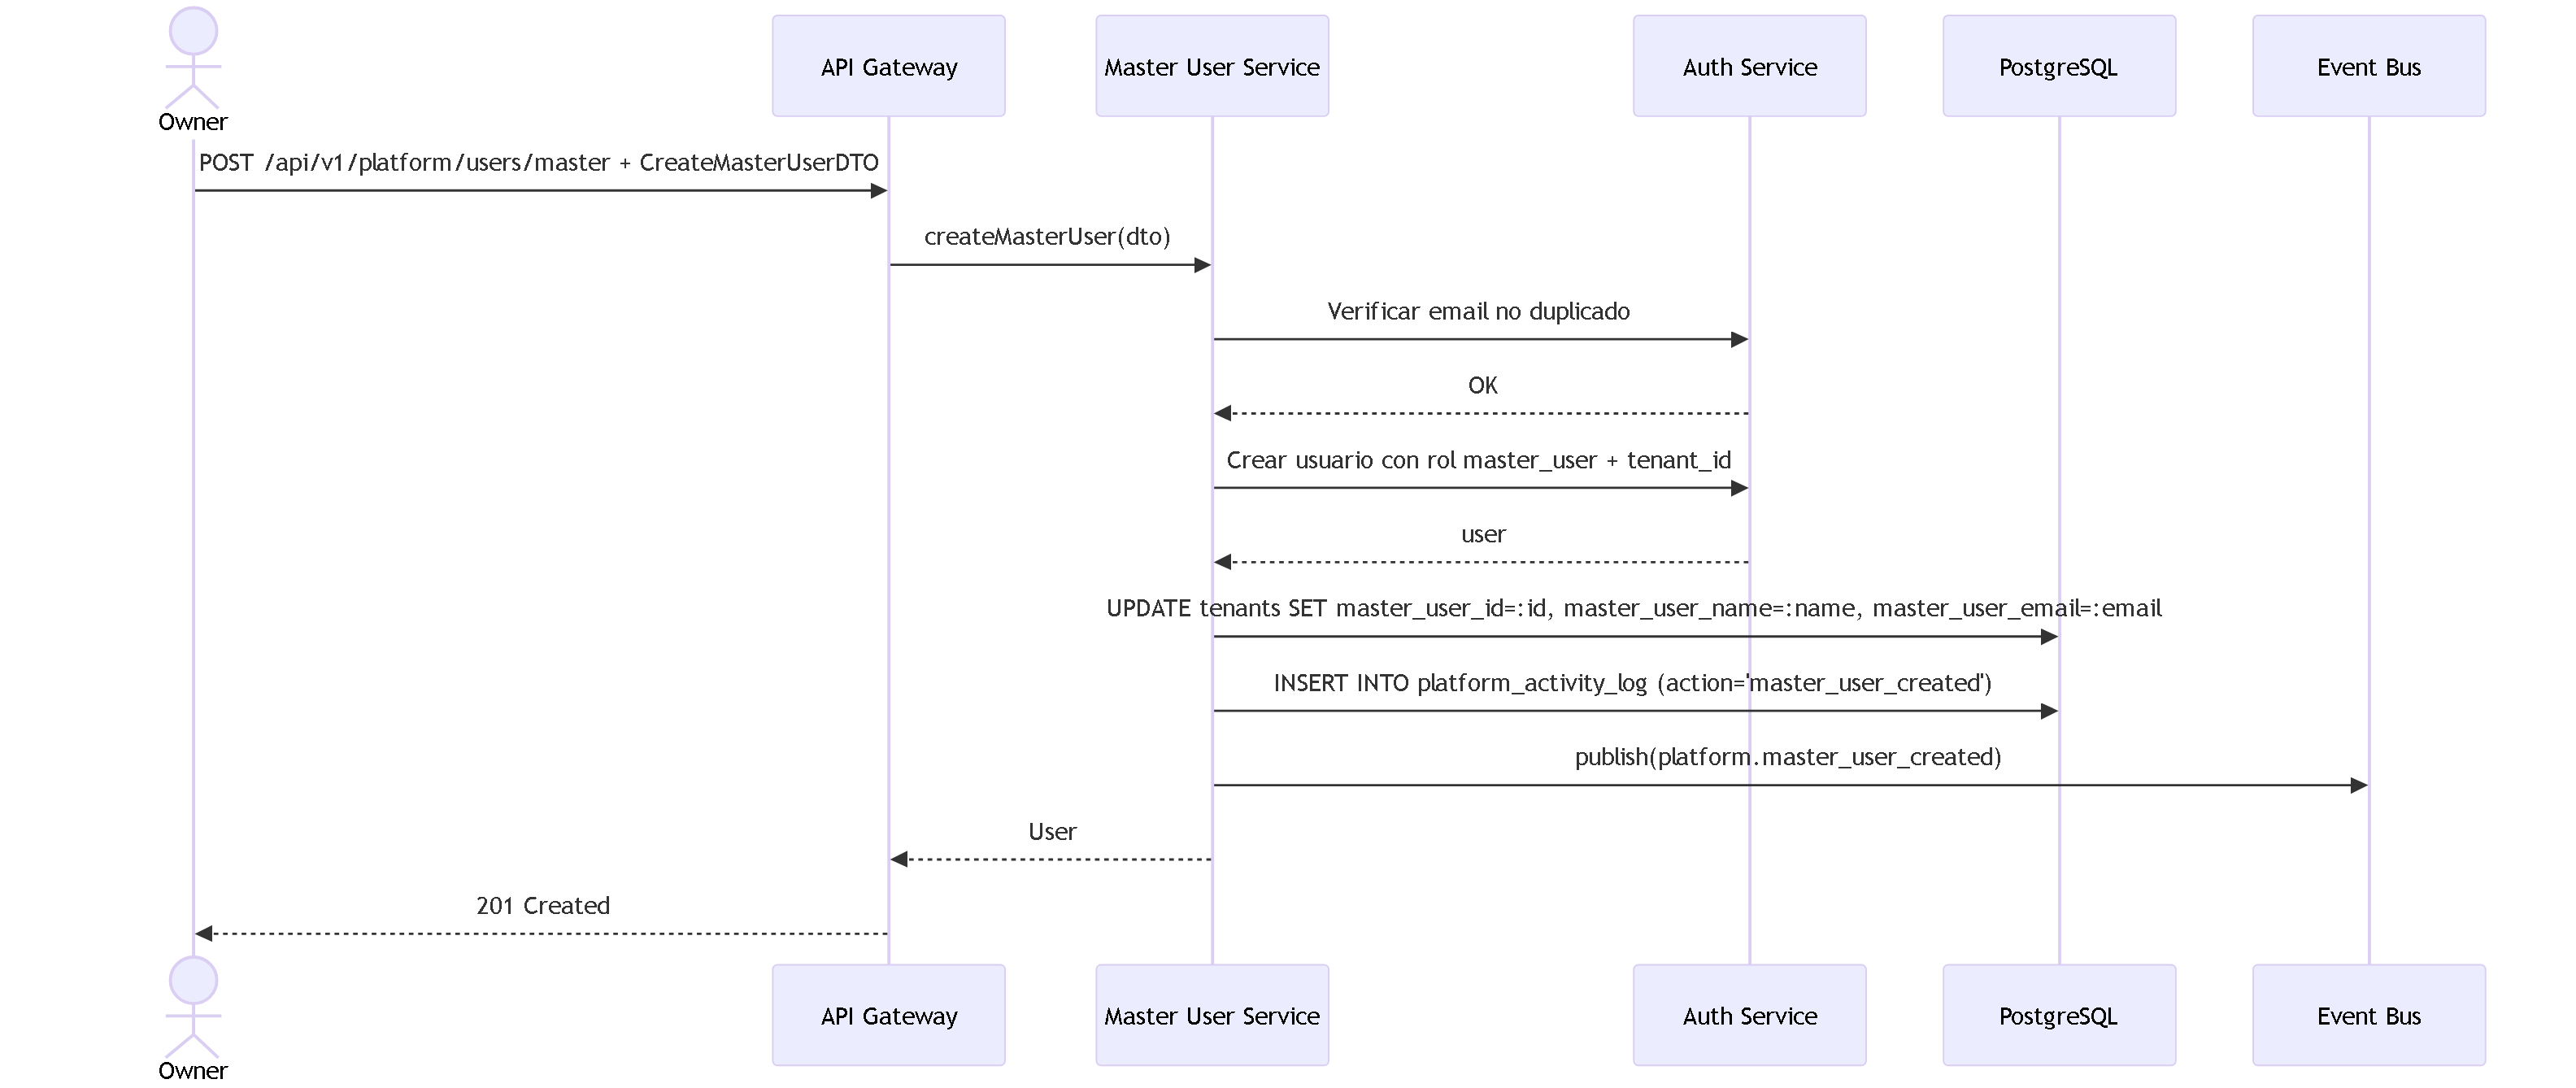 Owner
API Gateway
Master User Service
Auth Service
PostgreSQL
Event Bus
POST /api/v1/platform/users/master + CreateMasterUserDTO
createMasterUser(dto)
Verificar email no duplicado
OK
Crear usuario con rol master_user + tenant_id
user
UPDATE tenants SET master_user_id=:id, master_user_name=:name, master_user_email=:email
INSERT INTO platform_activity_log (action='master_user_created')
publish(platform.master_user_created)
User
201 Created
Owner
API Gateway
Master User Service
Auth Service
PostgreSQL
Event Bus